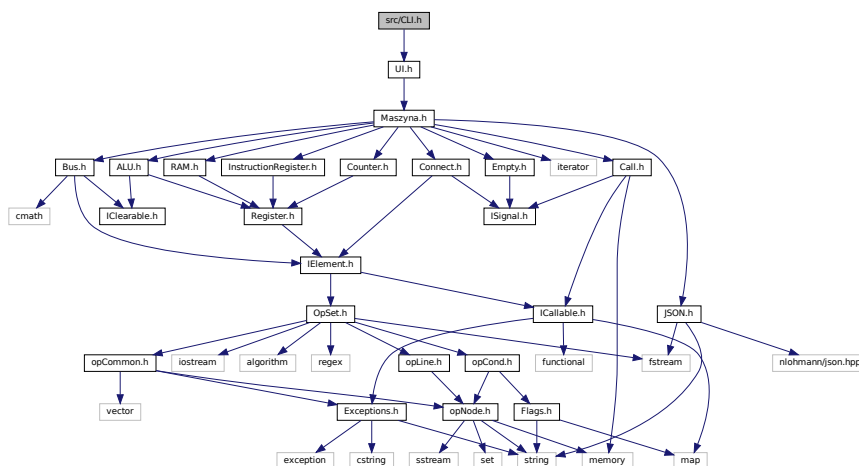 src/CLI.h
UI.h
Maszyna.h
Bus.h
ALU.h
RAM.h
InstructionRegister.h
Counter.h
Connect.h
Empty.h
iterator
Call.h
cmath
IClearable.h
Register.h
ISignal.h
IElement.h
OpSet.h
ICallable.h
JSON.h
opCommon.h
iostream
algorithm
regex
opLine.h
opCond.h
functional
fstream
nlohmann/json.hpp
vector
Exceptions.h
opNode.h
Flags.h
exception
cstring
sstream
set
string
memory
map